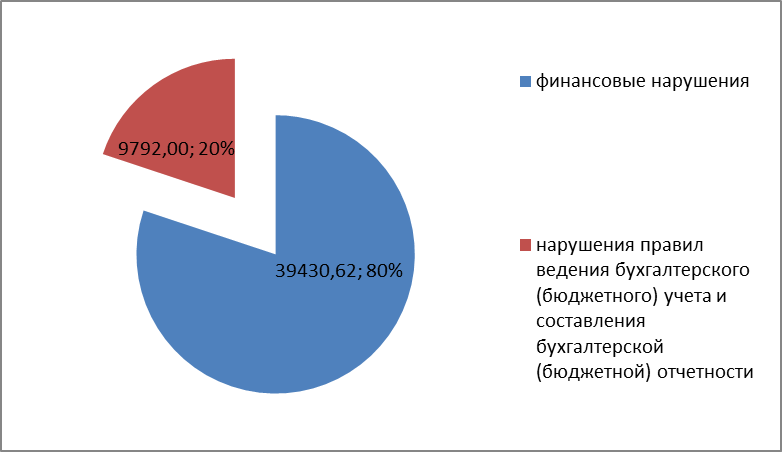 9792,00; 20%
39430,62; 80%
финансовые нарушения
нарушения правил
ведения бухгалтерского
(бюджетного) учета и
составления
бухгалтерской
(бюджетной) отчетности